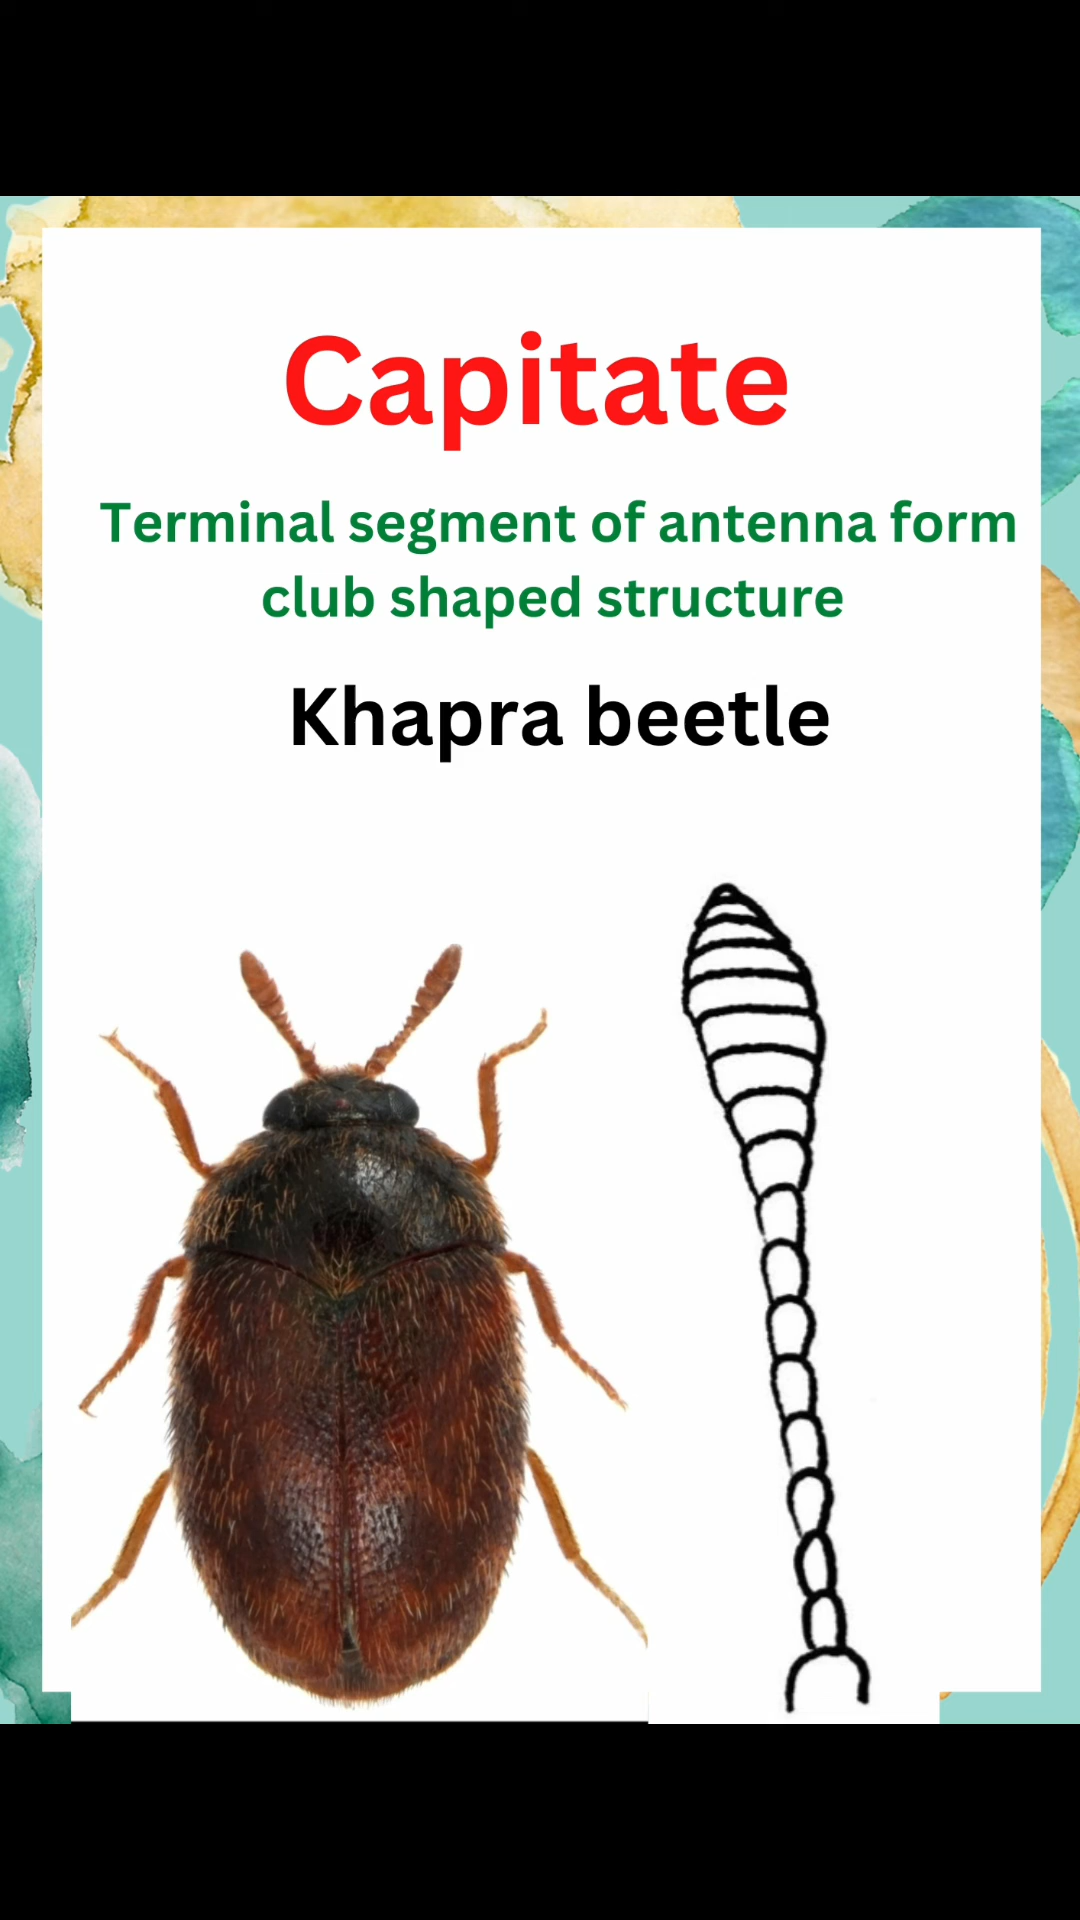 Capitate
Terminal segment of antenna form
club shaped structure
Khapra beetle